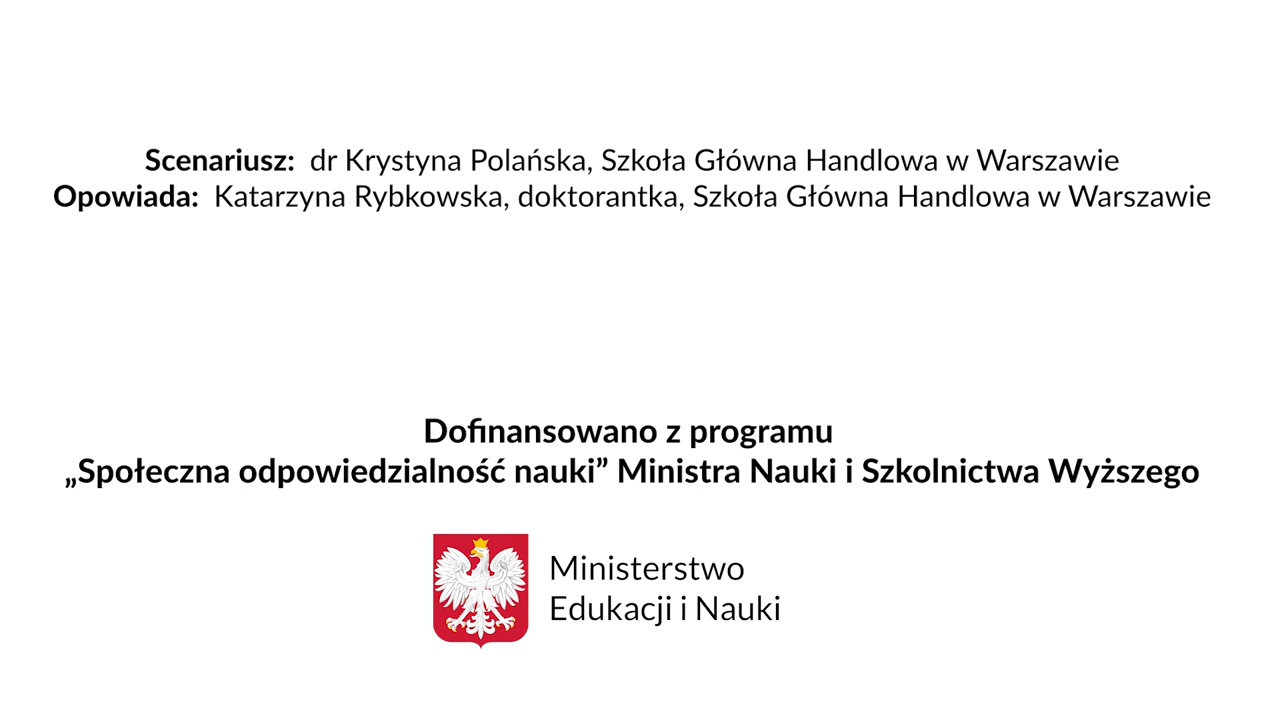 Scenariusz: dr Krystyna Polańska, Szkoła Główna Handlowa w Warszawie
Opowiada: Katarzyna Rybkowska, doktorantka, Szkoła Główna Handlowa w Warszawie
Dofinansowano z programu
„Społeczna odpowiedzialność nauki” Ministra Nauki i Szkolnictwa Wyższego
Ministerstwo
Edukacji i Nauki